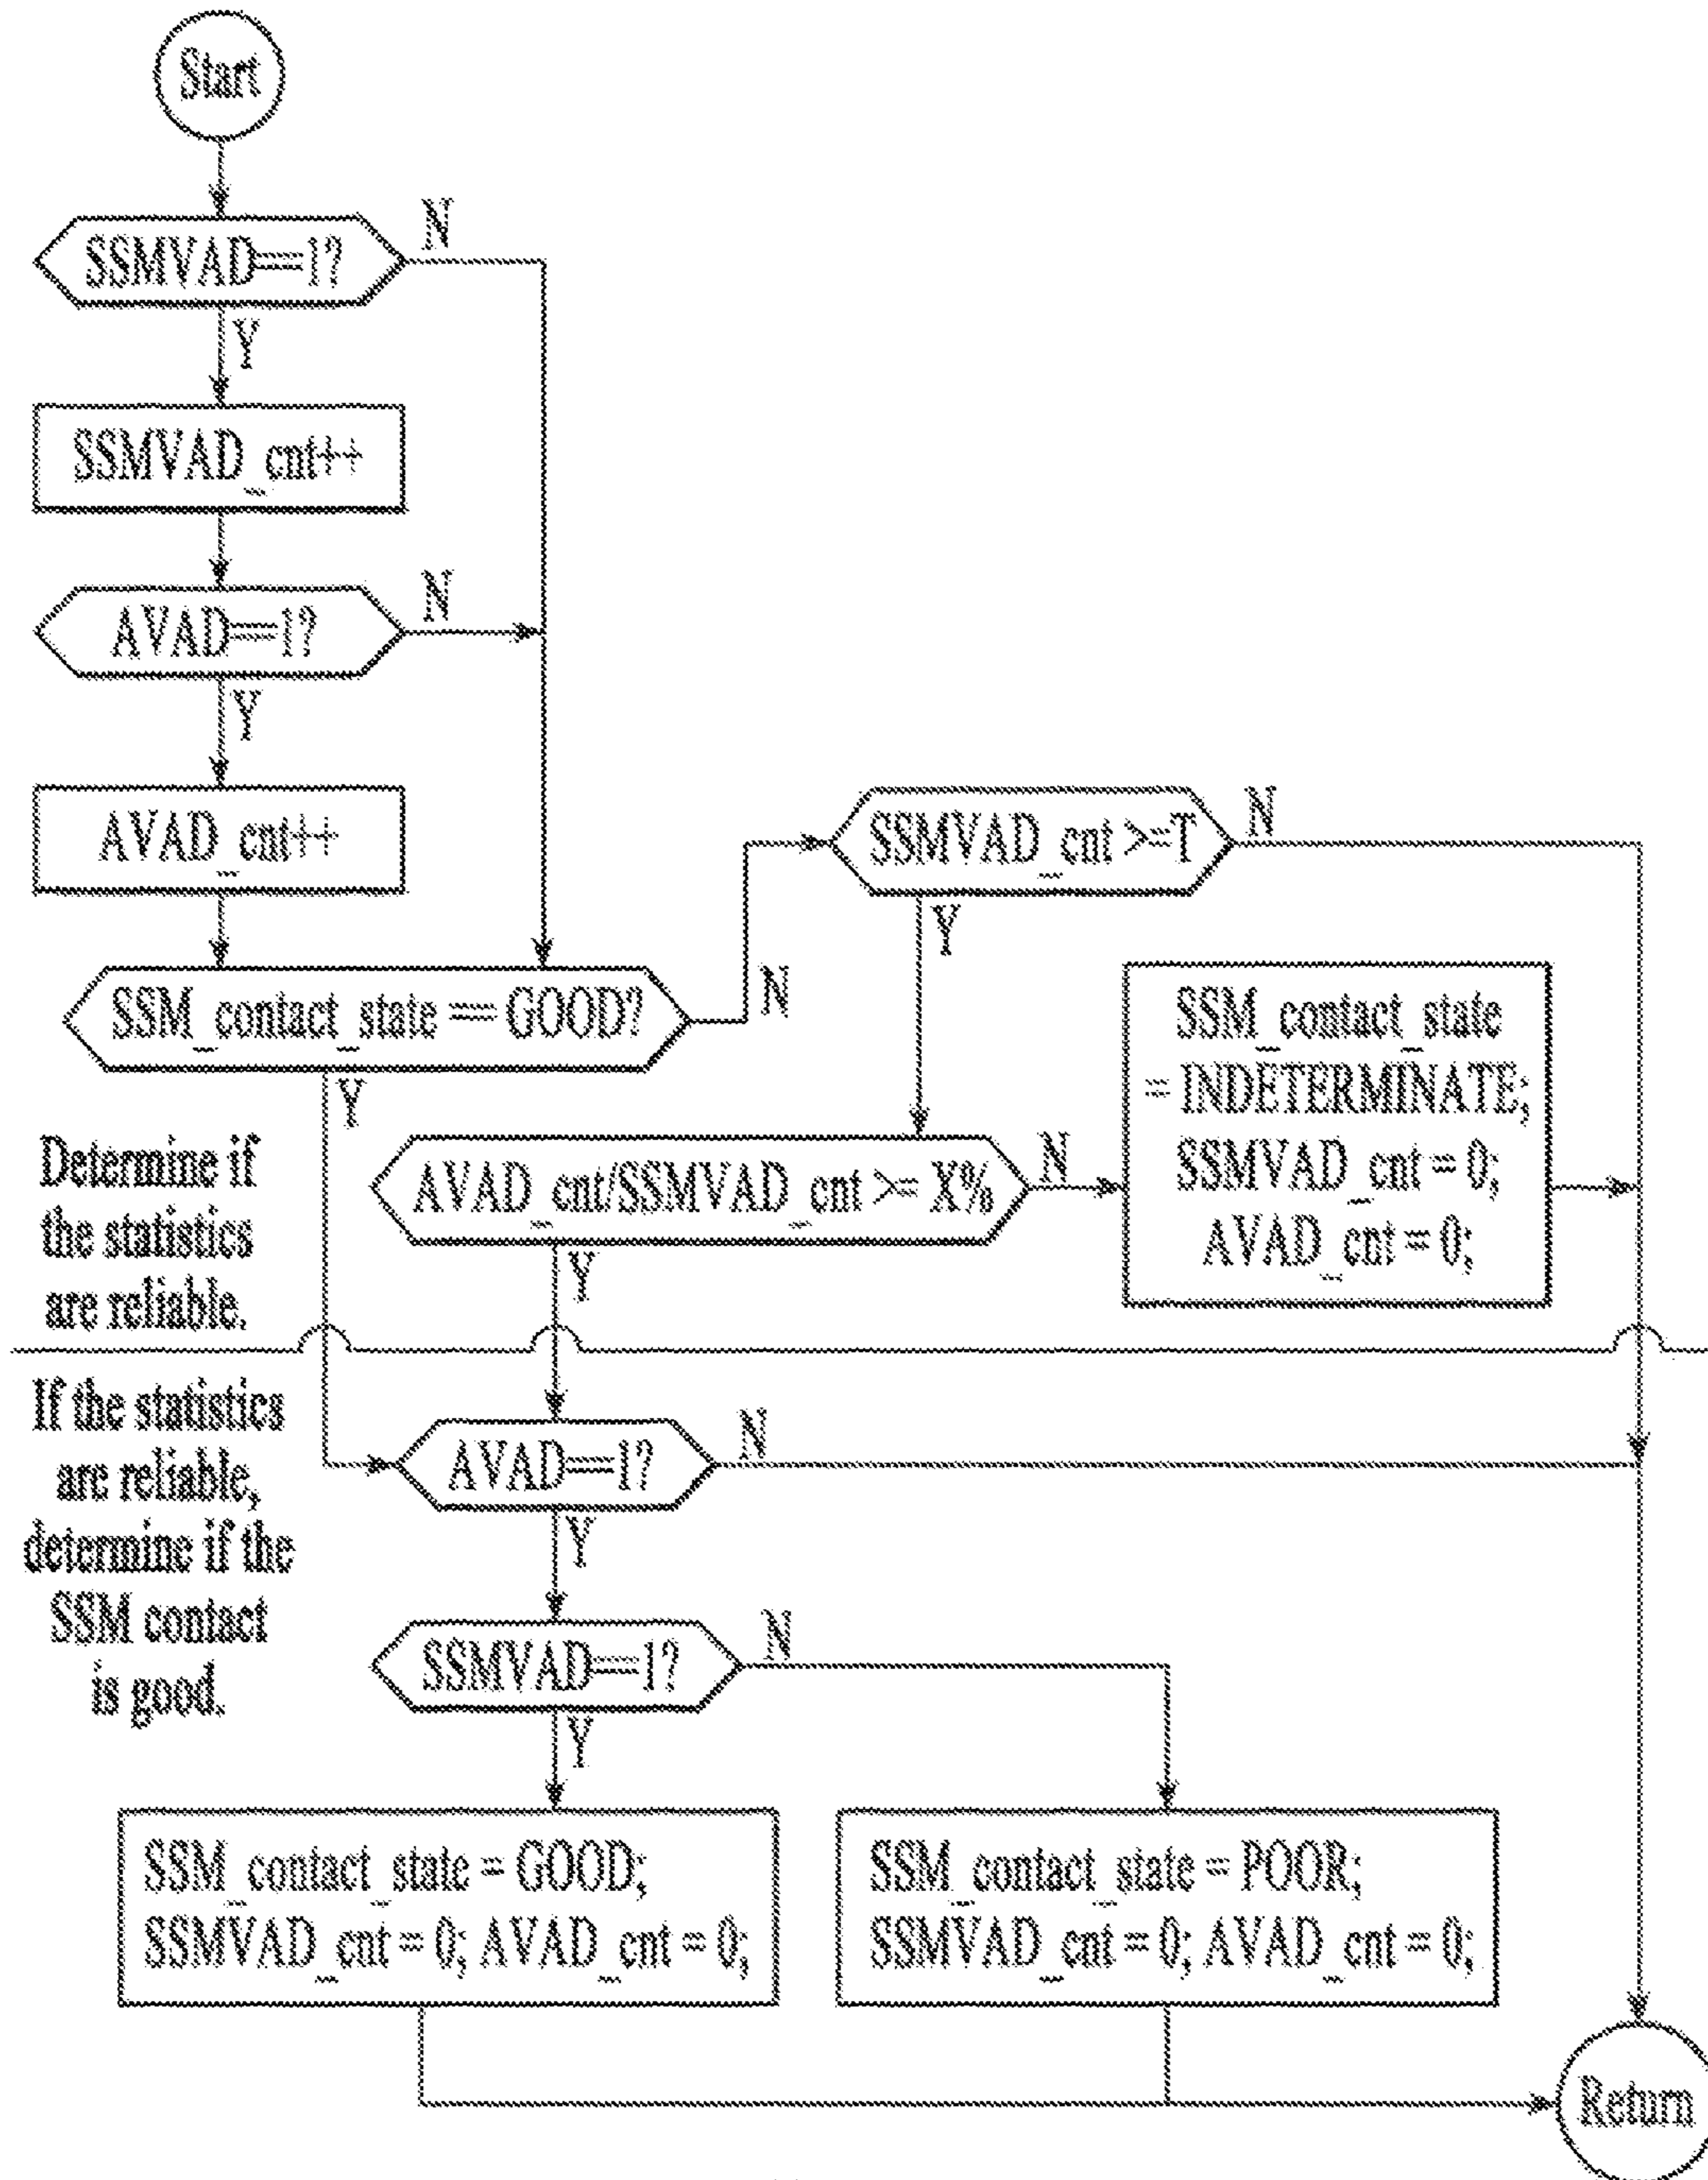 Start
SSMVAD==1?
N
Y
SSMVAD_cnt++
AVAD==1?
N
Y
AVAD_cnt++
SSMVAD_cnt >=T
N
Y
SSM_contact_state == GOOD?
N
Y
SSM_contact_state
= INDETERMINATE;
SSMVAD_cnt = 0;
AVAD_cnt = 0;
AVAD_cnt/SSMVAD_cnt >= X%
N
Y
Determine if
the statistics
are reliable.
If the statistics
are reliable,
determine if the
SSM contact
is good.
AVAD==1?
N
Y
SSMVAD==1?
N
Y
SSM_contact_state = GOOD;
SSMVAD_cnt = 0; AVAD_cnt = 0;
SSM_contact_state = POOR;
SSMVAD_cnt = 0; AVAD_cnt = 0;
Return